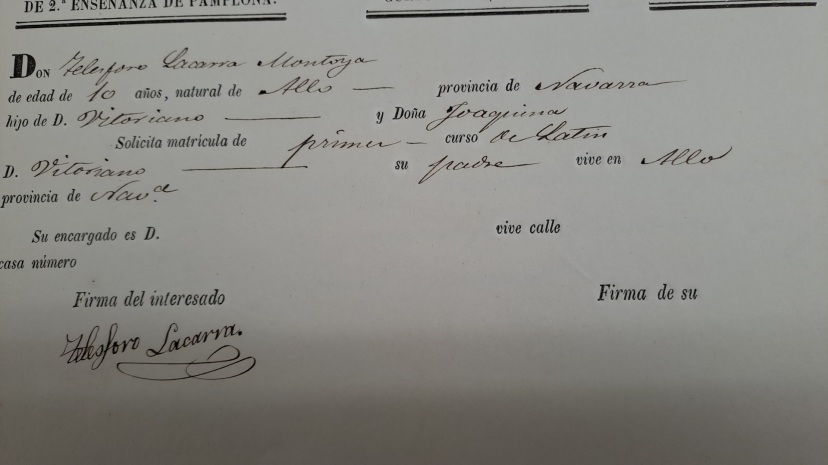 DE 2.ª ENSEÑANZA DE PAMPLONA.
DON Telesforo Lacarra Montoya
de edad de 10 años, natural de Allo provincia de Navarra
hijo de D. Vitoriano y Doña Joaquina
Solicita matrícula de primer curso de Latin
D. Vitoriano su padre vive en Allo
provincia de Nav.ª
Su encargado es D. vive calle
casa número
Firma del interesado Firma de su
Telesforo Lacarra.